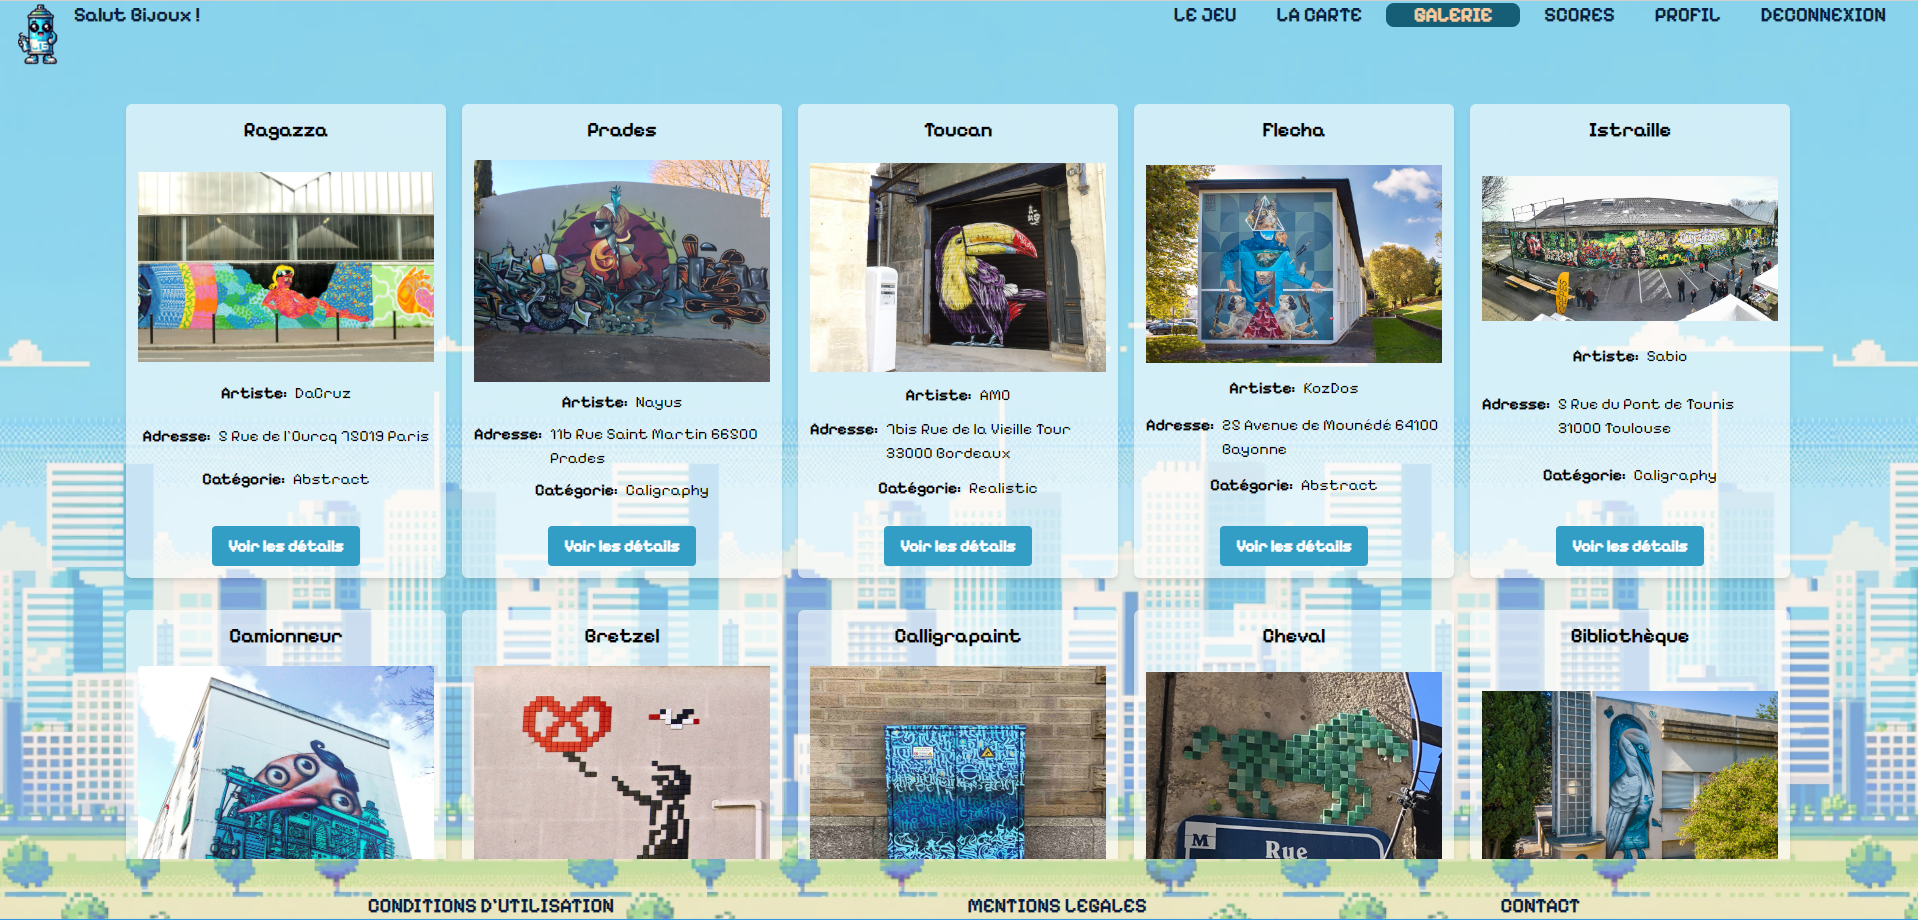 Salut Bijoux !
LE JEU
LA CARTE
GALERIE
SCORES
PROFIL
DECONNEXION
Ragazza
Artiste: DaCruz
Adresse: 5 Rue de l'Ourcq 75019 Paris
Catégorie: Abstract
Voir les détails
Prades
Artiste: Nayus
Adresse: 11b Rue Saint Martin 66500
Prades
Catégorie: Caligraphy
Voir les détails
Toucan
Artiste: AMO
Adresse: 7bis Rue de la Vieille Tour
33000 Bordeaux
Catégorie: Realistic
Voir les détails
Flecha
Artiste: KozDos
Adresse: 25 Avenue de Mounédé 64100
Bayonne
Catégorie: Abstract
Voir les détails
Istraille
Artiste: Sabio
Adresse: 5 Rue du Pont de Tounis
31000 Toulouse
Catégorie: Caligraphy
Voir les détails
Camionneur
Bretzel
Calligrapaint
Cheval
M
Rue
Bibliothèque
CONDITIONS D'UTILISATION
MENTIONS LEGALES
CONTACT